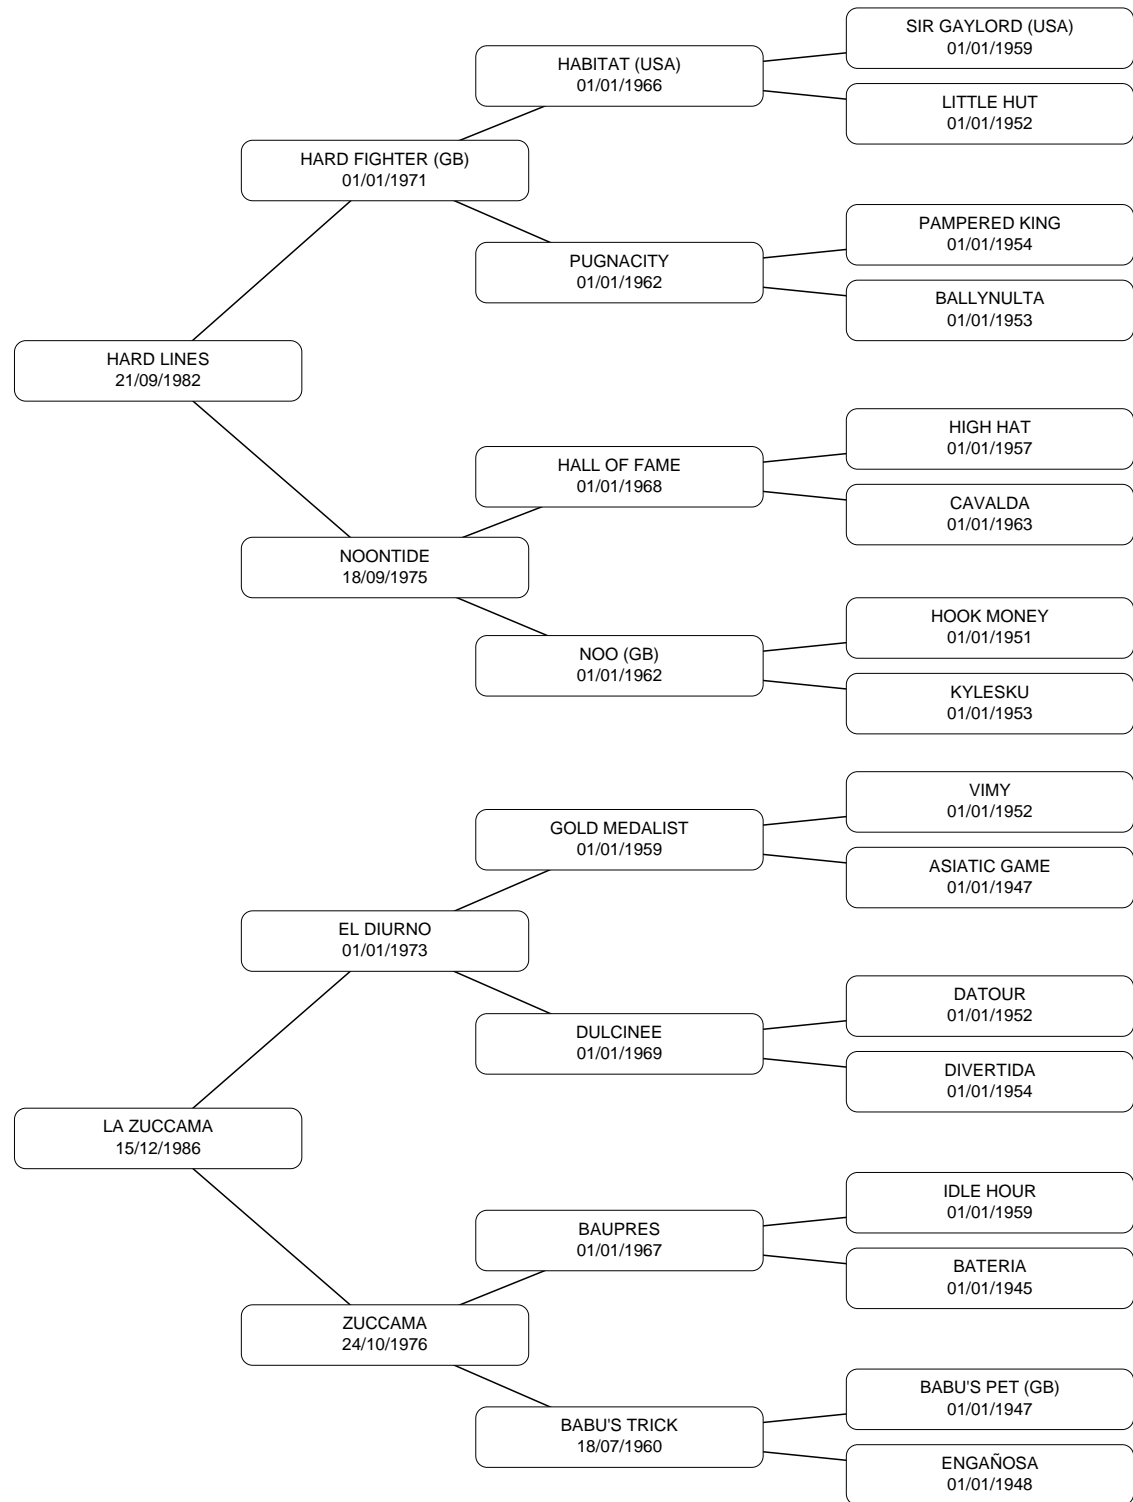 SIR GAYLORD (USA)
01/01/1959
HABITAT (USA)
01/01/1966
LITTLE HUT
01/01/1952
HARD FIGHTER (GB)
01/01/1971
PAMPERED KING
01/01/1954
PUGNACITY
01/01/1962
BALLYNULTA
01/01/1953
HARD LINES
21/09/1982
HIGH HAT
01/01/1957
HALL OF FAME
01/01/1968
CAVALDA
01/01/1963
NOONTIDE
18/09/1975
HOOK MONEY
01/01/1951
NOO (GB)
01/01/1962
KYLESKU
01/01/1953
VIMY
01/01/1952
GOLD MEDALIST
01/01/1959
ASIATIC GAME
01/01/1947
EL DIURNO
01/01/1973
DATOUR
01/01/1952
DULCINEE
01/01/1969
DIVERTIDA
01/01/1954
LA ZUCCAMA
15/12/1986
IDLE HOUR
01/01/1959
BAUPRES
01/01/1967
BATERIA
01/01/1945
ZUCCAMA
24/10/1976
BABU'S PET (GB)
01/01/1947
BABU'S TRICK
18/07/1960
ENGAÑOSA
01/01/1948